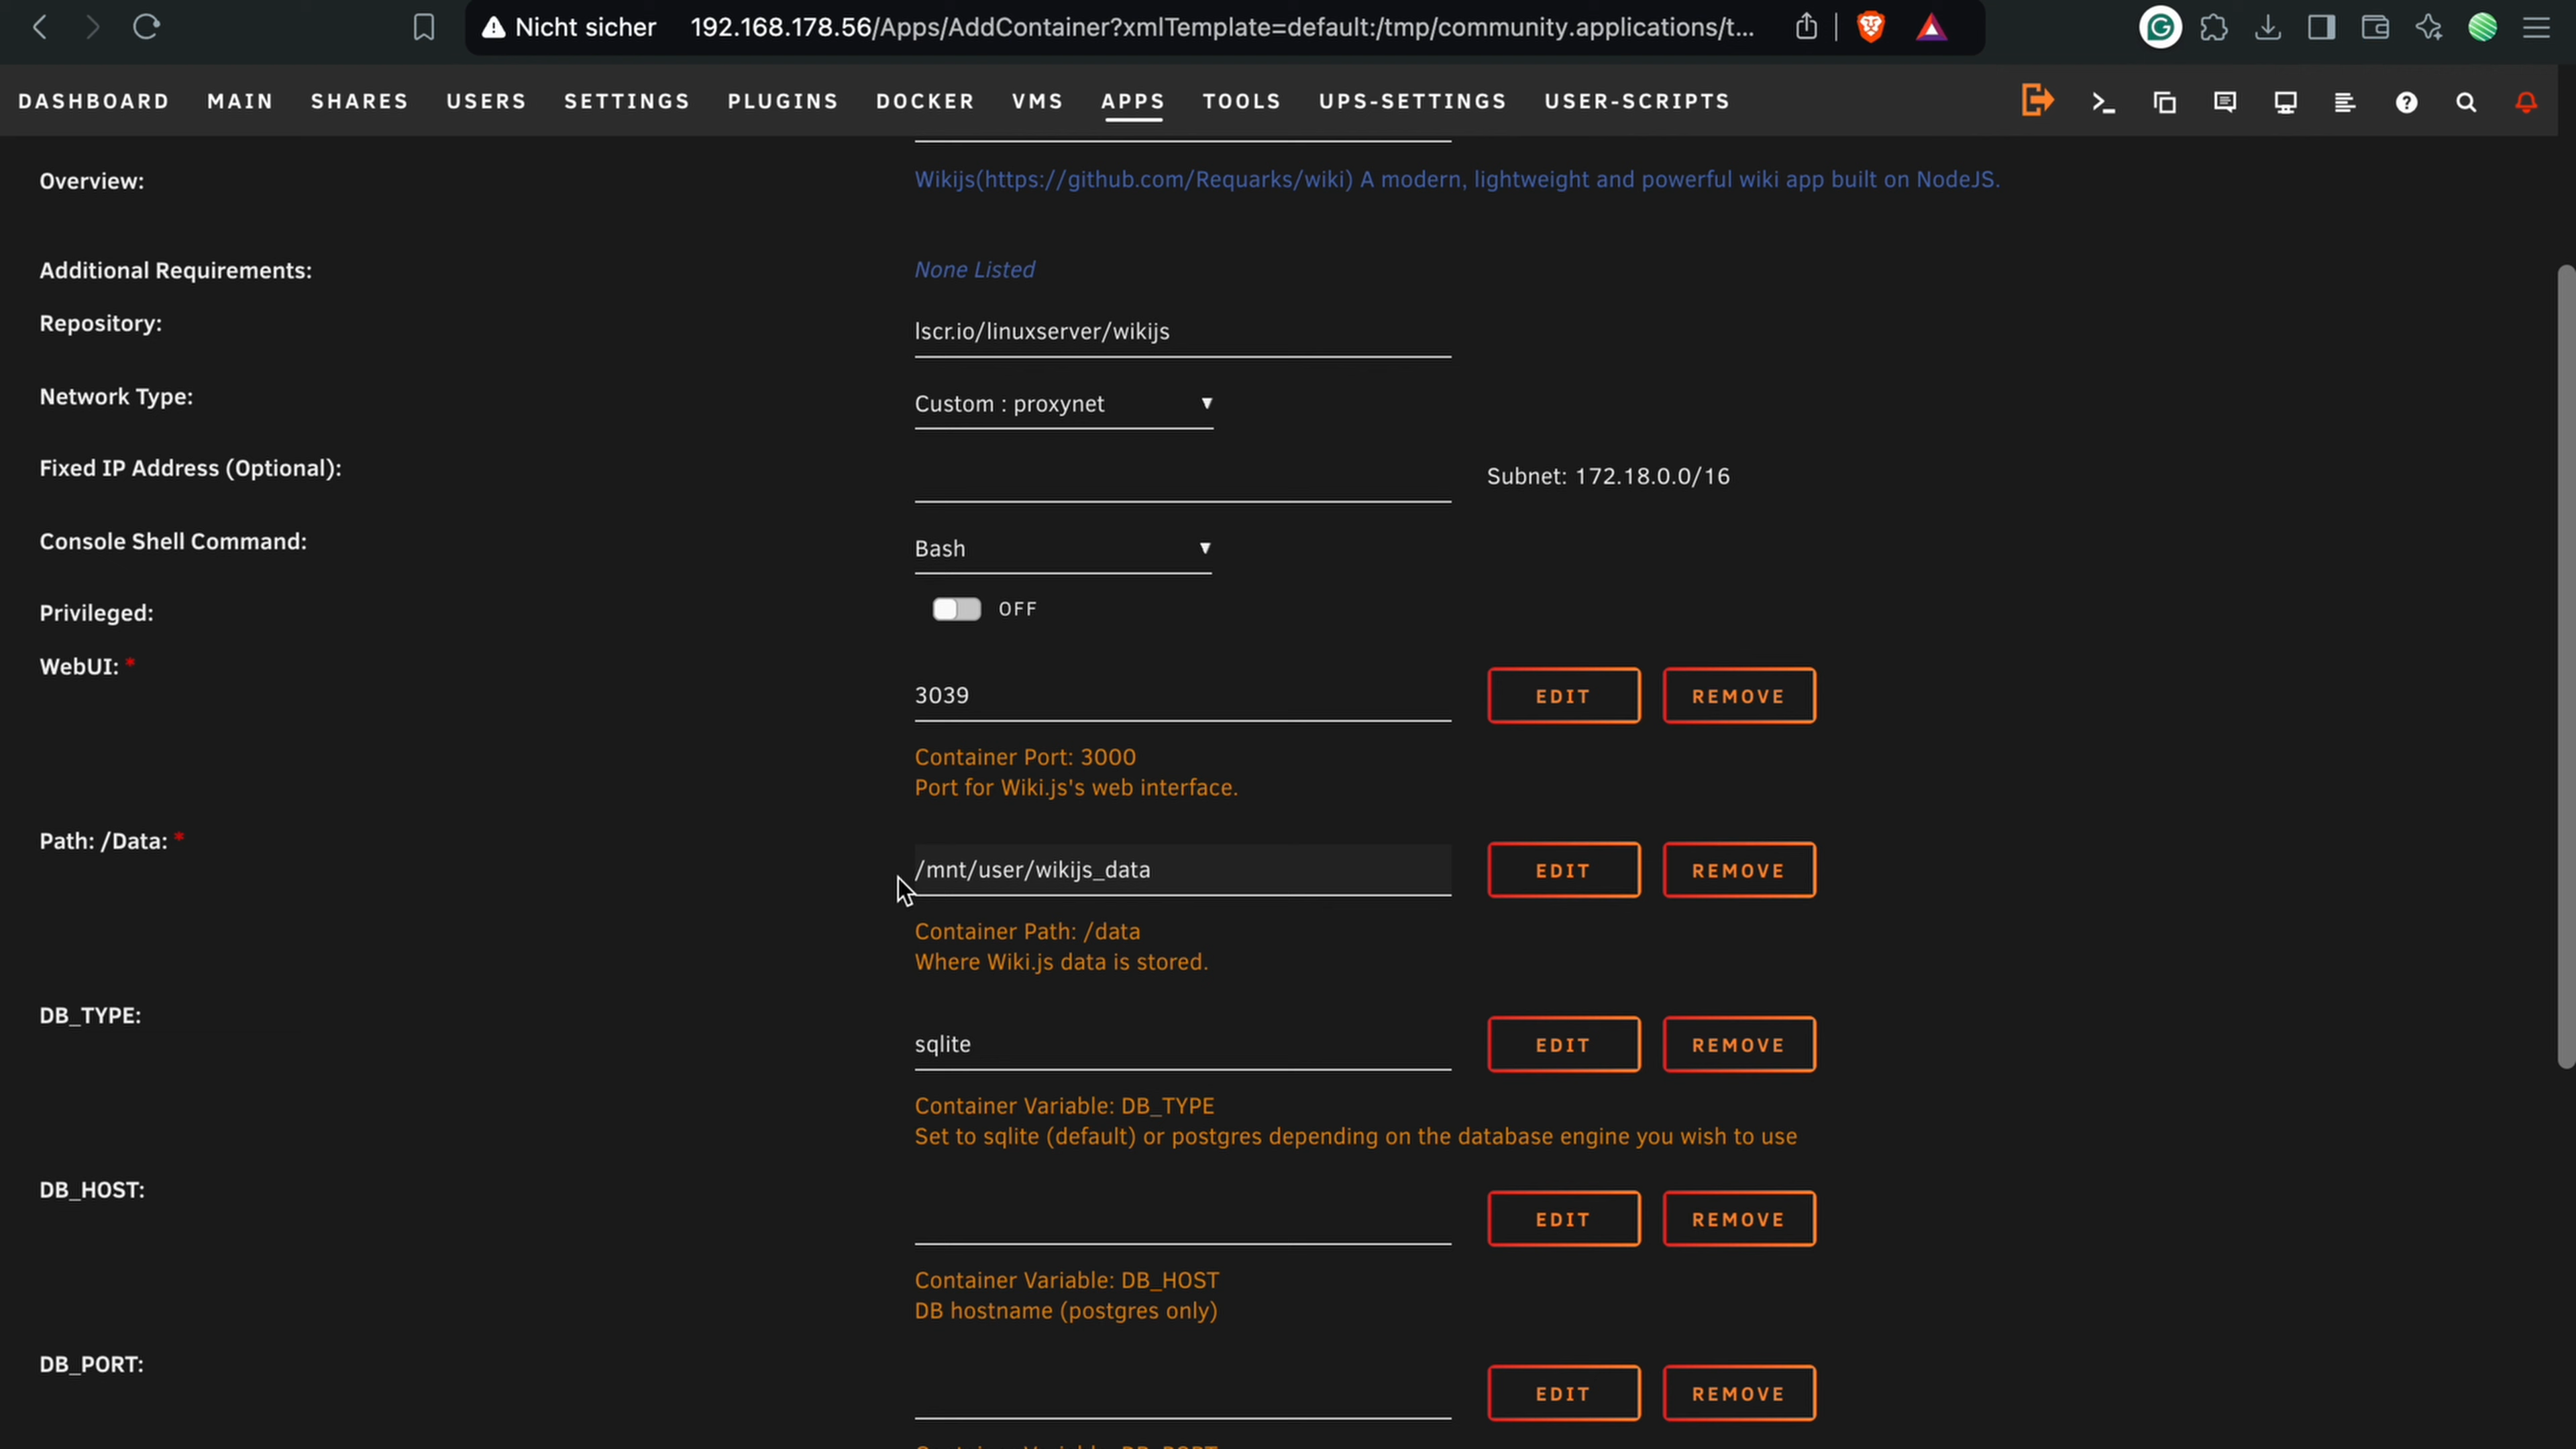 Nicht sicher 192.168.178.56/Apps/AddContainer?xmlTemplate=default:/tmp/community.applications/t...
DASHBOARD MAIN SHARES USERS SETTINGS PLUGINS DOCKER VMS APPS TOOLS UPS-SETTINGS USER-SCRIPTS
Overview: Wikijs(https://github.com/Requarks/wiki) A modern, lightweight and powerful wiki app built on NodeJS.
Additional Requirements: None Listed
Repository: lscr.io/linuxserver/wikijs
Network Type: Custom : proxynet
Fixed IP Address (Optional): Subnet: 172.18.0.0/16
Console Shell Command: Bash
Privileged: OFF
WebUI: *
3039 EDIT REMOVE
Container Port: 3000
Port for Wiki.js's web interface.
Path: /Data: *
/mnt/user/wikijs_data EDIT REMOVE
Container Path: /data
Where Wiki.js data is stored.
DB_TYPE:
sqlite EDIT REMOVE
Container Variable: DB_TYPE
Set to sqlite (default) or postgres depending on the database engine you wish to use
DB_HOST:
EDIT REMOVE
Container Variable: DB_HOST
DB hostname (postgres only)
DB_PORT:
EDIT REMOVE